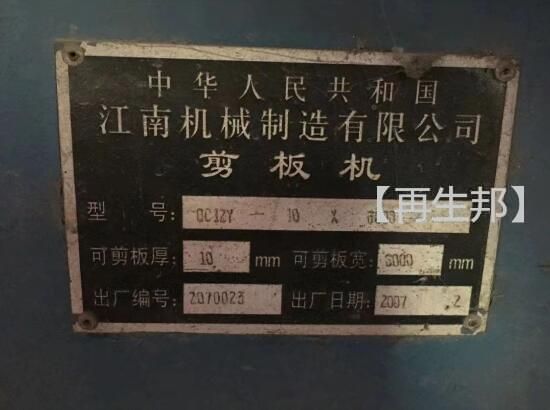 中华人民共和国
江南机械制造有限公司
剪板机
型号: QC12Y - 10 X
【再生邦】
可剪板厚: 10 mm 可剪板宽: 6000 mm
出厂编号: 2070023 出厂日期: 2007 2